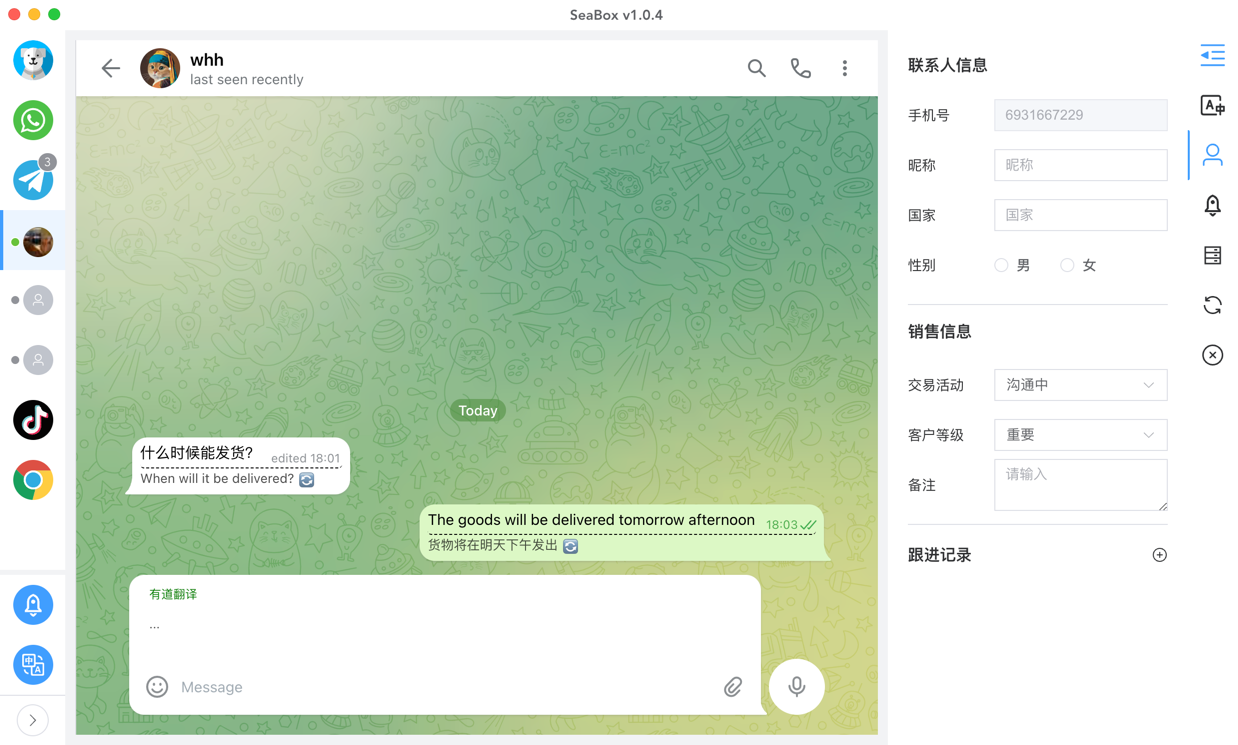 SeaBox v1.0.4
3
whh
last seen recently
Today
什么时候能发货?
edited 18:01
When will it be delivered?
The goods will be delivered tomorrow afternoon
18:03
货物将在明天下午发出
有道翻译
...
Message
联系人信息
手机号 6931667229
昵称 昵称
国家 国家
性别 男 女
销售信息
交易活动 沟通中
客户等级 重要
备注 请输入
跟进记录